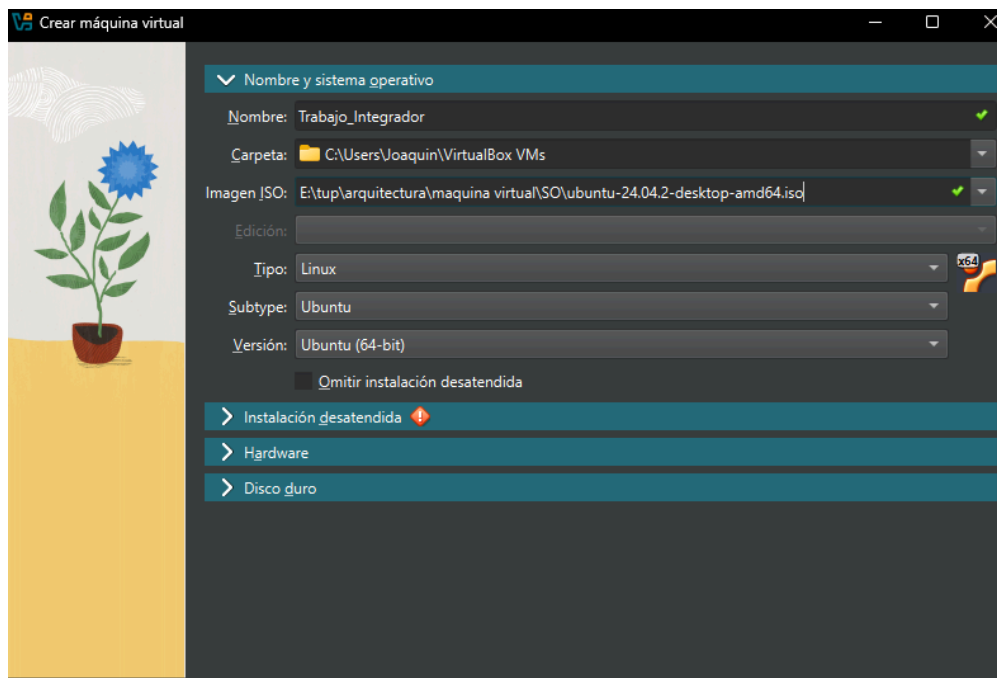 Crear máquina virtual
Nombre y sistema operativo
Nombre: Trabajo_Integrador
Carpeta: C:\Users\Joaquin\VirtualBox VMs
Imagen ISO: E:\tup\arquitectura\maquina virtual\SO\ubuntu-24.04.2-desktop-amd64.iso
Edición:
Tipo: Linux
x64
Subtype: Ubuntu
Versión: Ubuntu (64-bit)
Omitir instalación desatendida
Instalación desatendida
Hardware
Disco duro